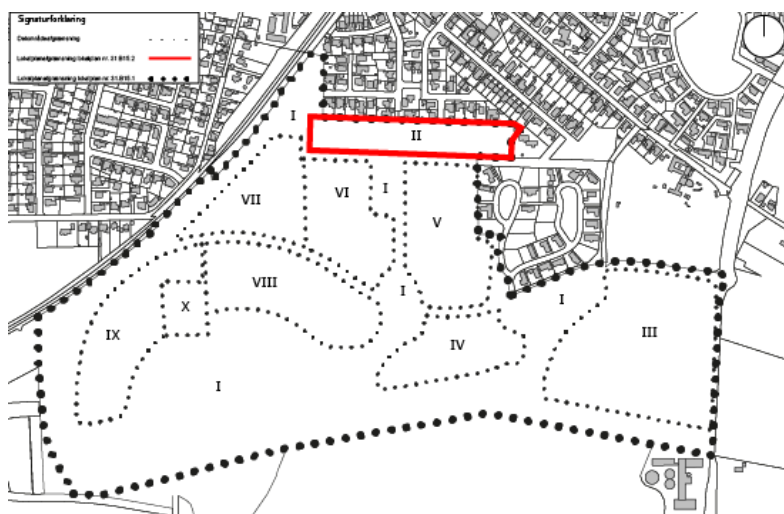 Signaturforklaring
Delområdeafgrænsning
Lokalplanafgrænsning lokalplan nr. 31.B15.2
Lokalplanafgrænsning lokalplan nr. 31.B15.1
I
II
VII
VI
I
V
VIII
I
I
X
IX
IV
III
I